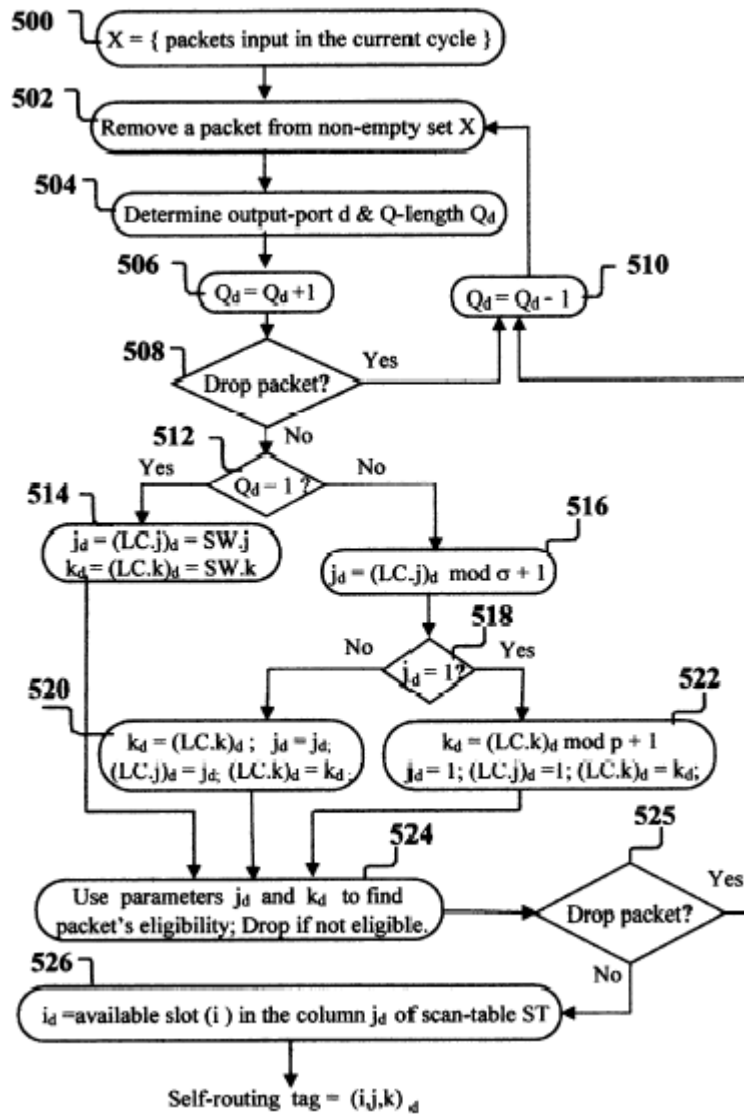 500
X = { packets input in the current cycle }
502
Remove a packet from non-empty set X
504
Determine output-port d & Q-length Qd
506
Qd = Qd +1
510
Qd = Qd - 1
508
Drop packet?
Yes
No
512
Qd = 1 ?
Yes
No
514
jd = (LC.j)d = SW.j
kd = (LC.k)d = SW.k
516
jd = (LC.j)d mod σ + 1
518
jd = 1?
No
Yes
520
kd = (LC.k)d ; jd = jd;
(LC.j)d = jd; (LC.k)d = kd ;
522
kd = (LC.k)d mod p + 1
jd = 1; (LC.j)d =1; (LC.k)d = kd;
524
Use parameters jd and kd to find
packet's eligibility; Drop if not eligible.
525
Drop packet?
Yes
No
526
id =available slot (i ) in the column jd of scan-table ST
Self-routing tag = (i,j,k) ,d